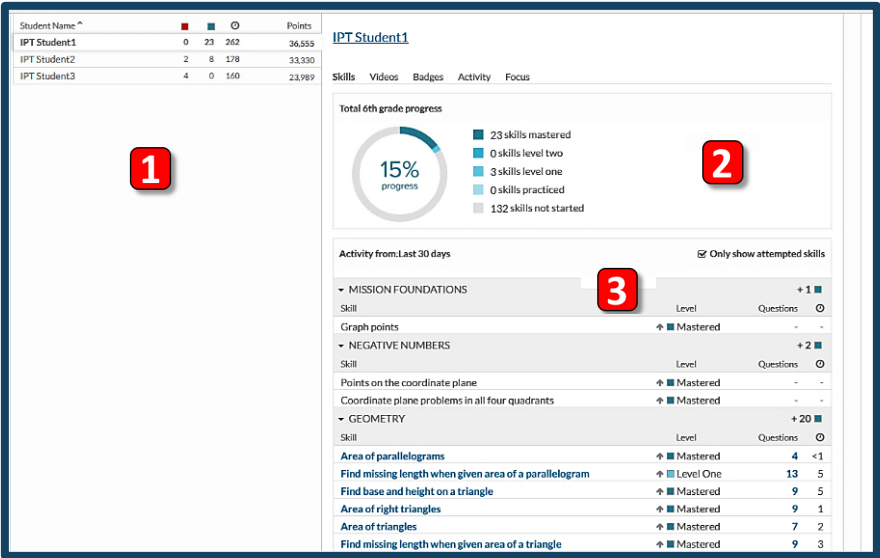 Student Name ^ Points
IPT Student1 0 23 262 36,555
IPT Student2 2 8 178 33,330
IPT Student3 4 0 160 23,989
1
IPT Student1
Skills Videos Badges Activity Focus
Total 6th grade progress
15%
progress
23 skills mastered
0 skills level two
3 skills level one
0 skills practiced
132 skills not started
2
Activity from:Last 30 days Only show attempted skills
3
MISSION FOUNDATIONS +1
Skill Level Questions
Graph points Mastered - -
NEGATIVE NUMBERS +2
Skill Level Questions
Points on the coordinate plane Mastered - -
Coordinate plane problems in all four quadrants Mastered - -
GEOMETRY +20
Skill Level Questions
Area of parallelograms Mastered 4 <1
Find missing length when given area of a parallelogram Level One 13 5
Find base and height on a triangle Mastered 9 5
Area of right triangles Mastered 9 1
Area of triangles Mastered 7 2
Find missing length when given area of a triangle Mastered 9 3